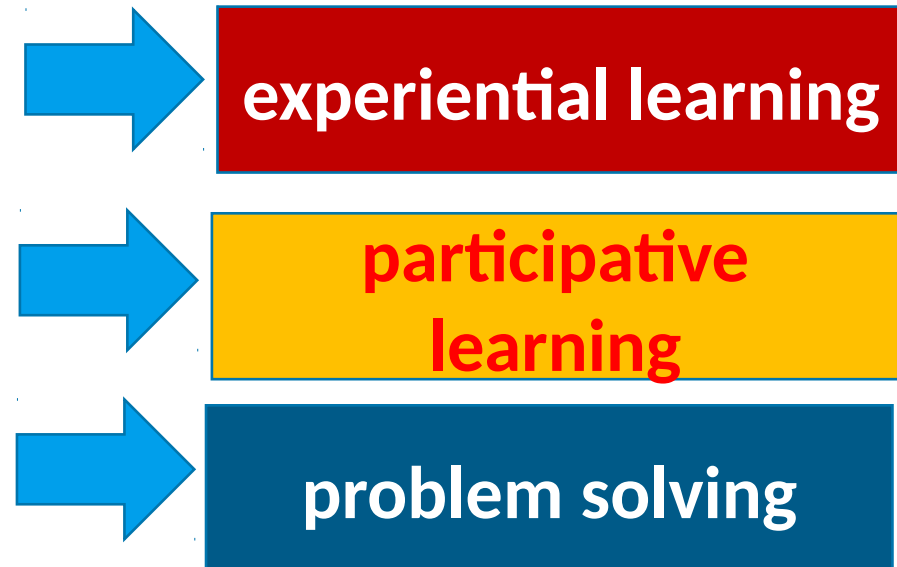 experiential learning
participative
learning
problem solving